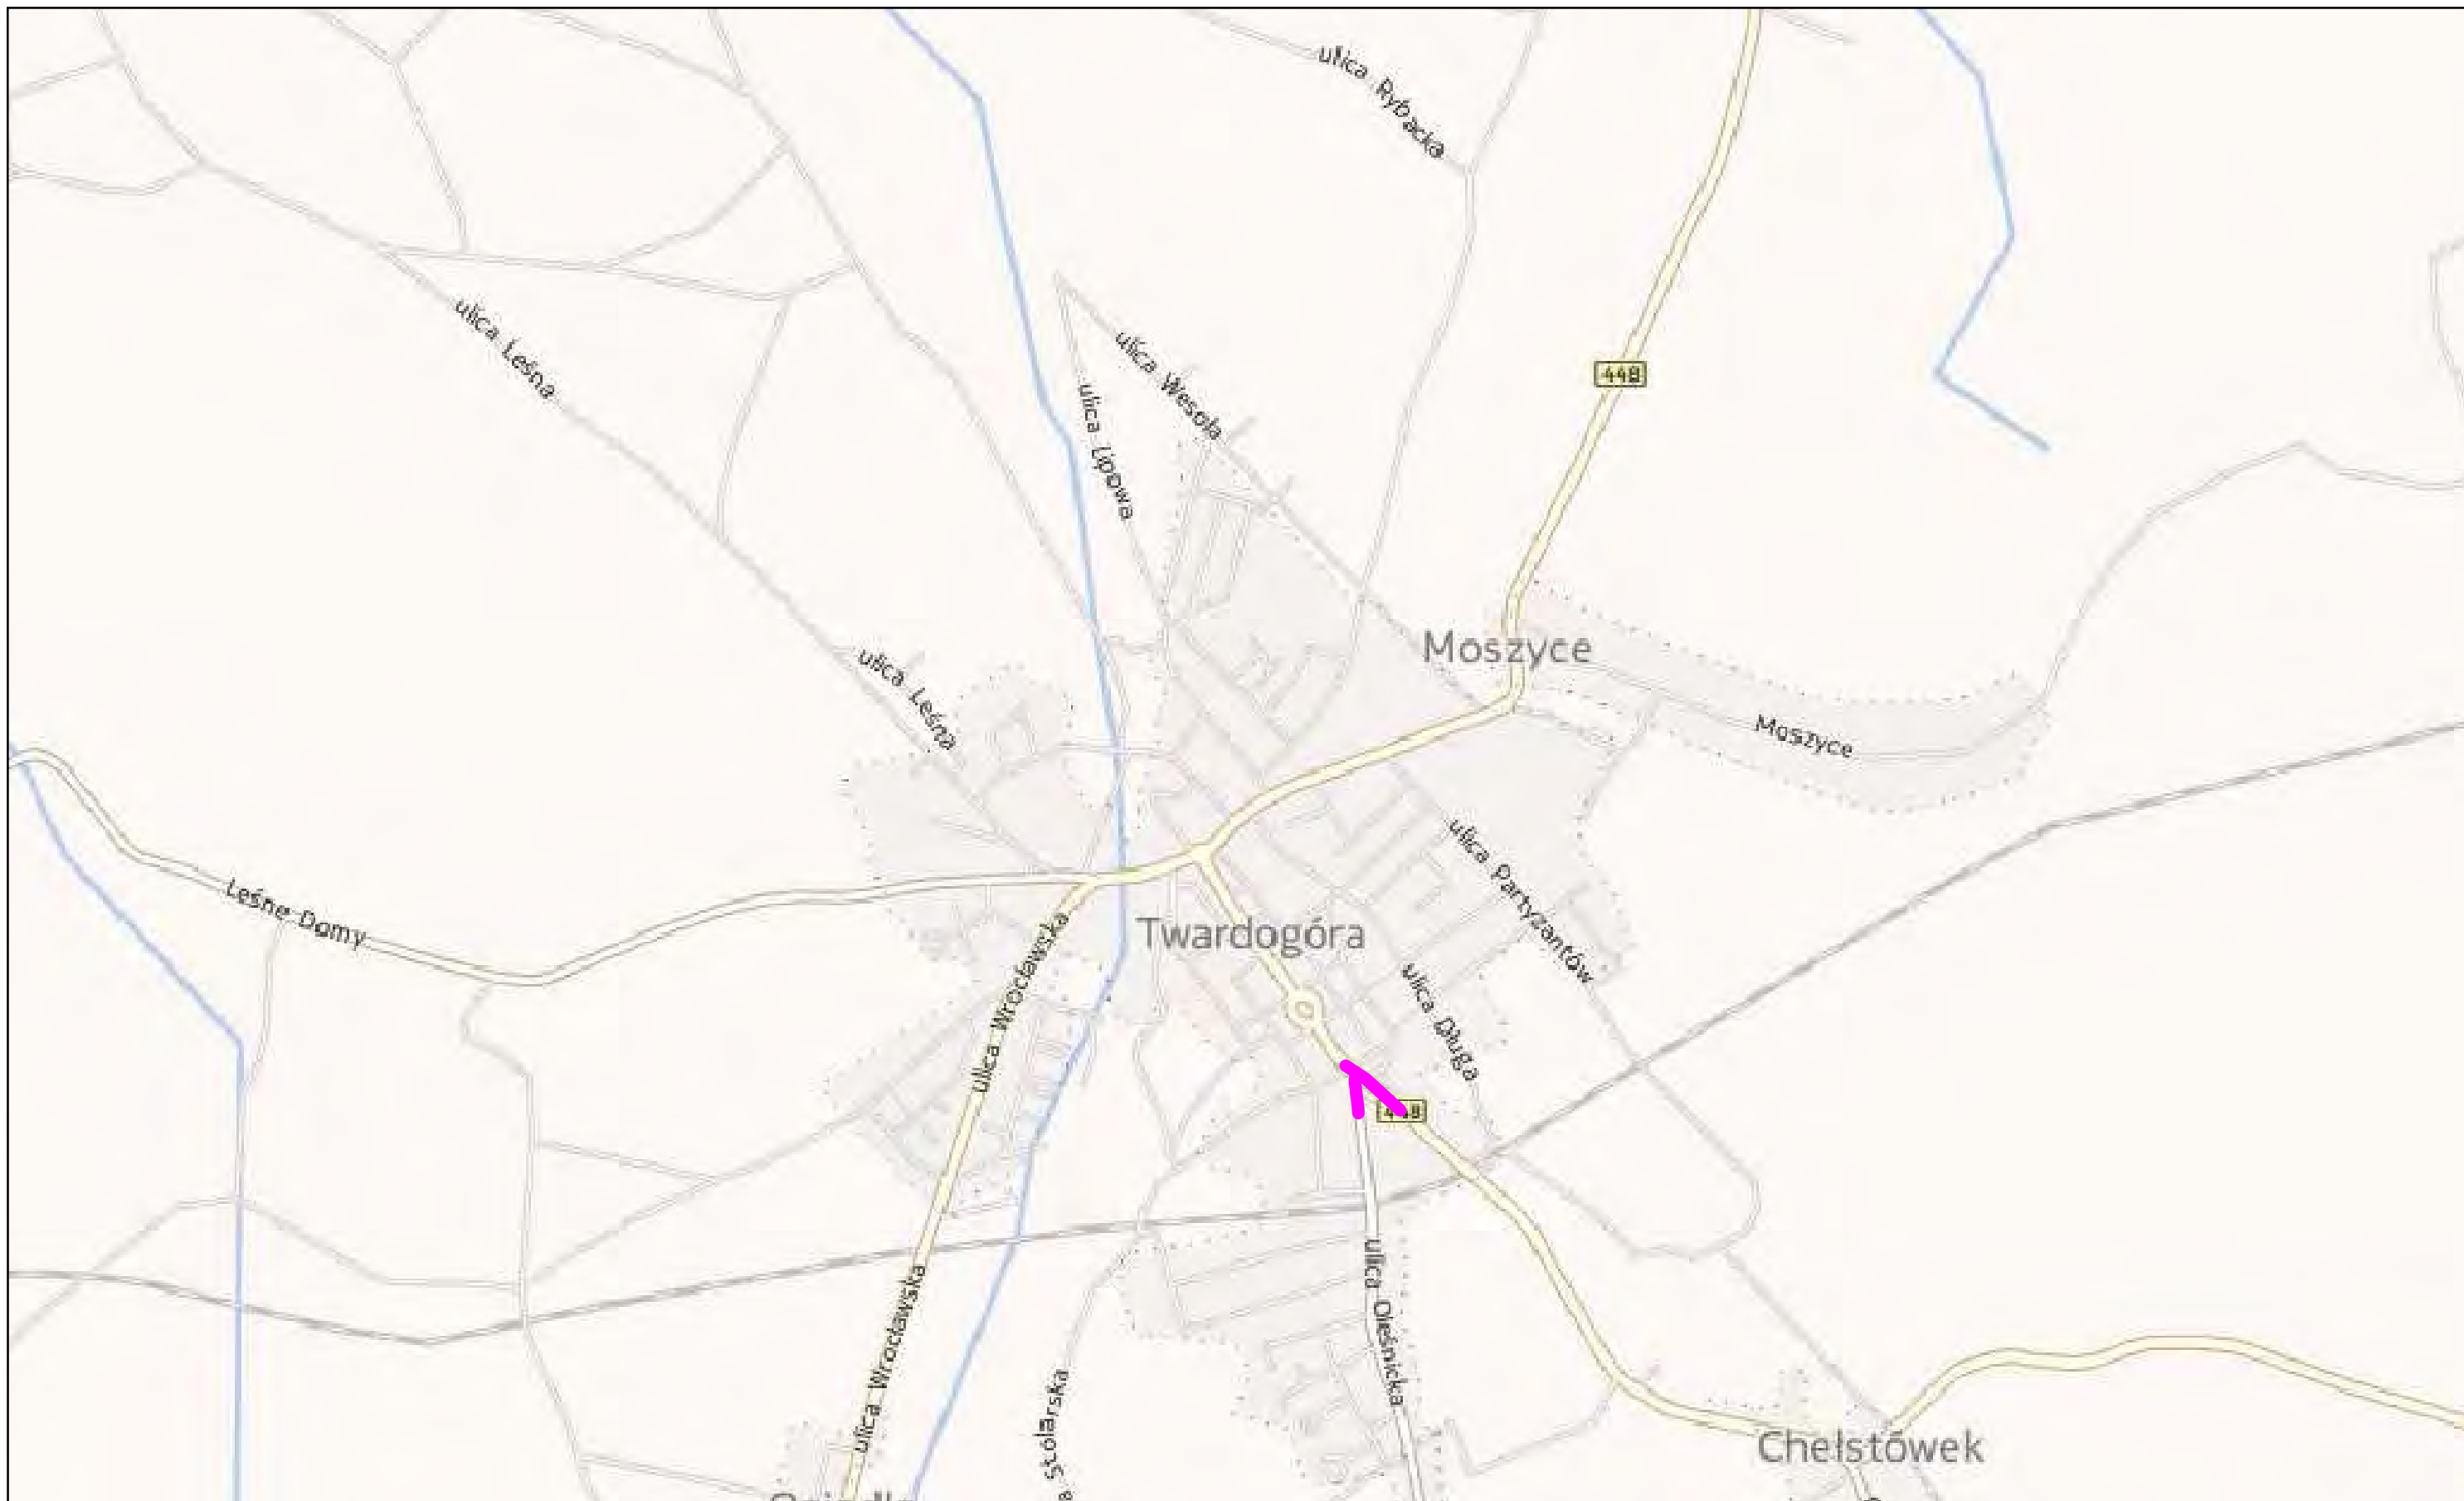 ulica Rybacka
ulica Leśna
ulica Wesoła
448
ulica Lipowa
Moszyce
ulica Leśna
Moszyce
ulica Partyzantów
Leśne Domy
Twardogóra
ulica Wrocławska
ulica Długa
ulica Oleśnicka
ulica Wrocławska
Stolarska
Chełstówek